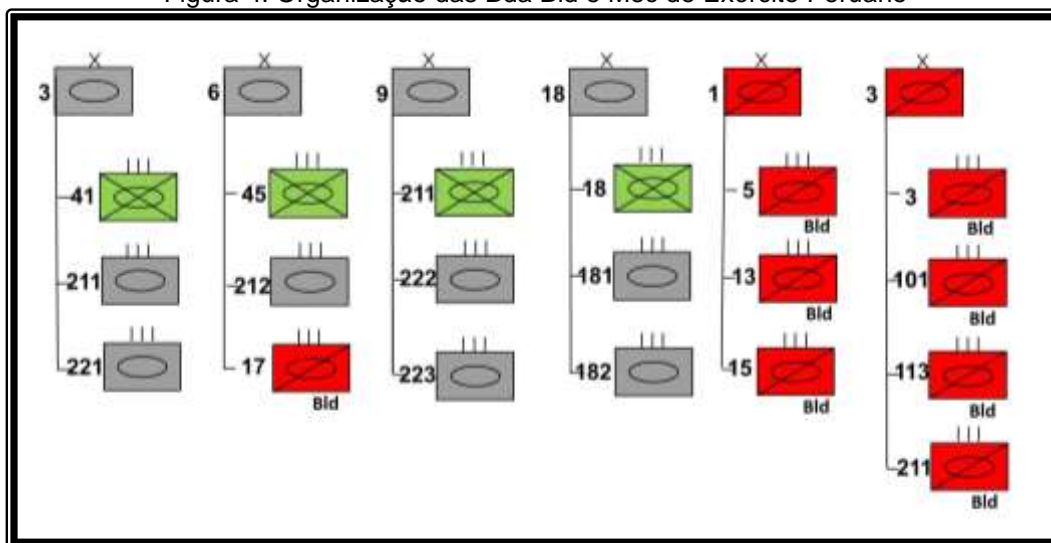 Figura 4: Organização das Bda Bld e Mec do Exército Peruano
X X X X X X
3 6 9 18 1 3
III III III III III III
41 45 211 18 5 3
Bld Bld
III III III III III III
211 212 222 181 13 101
Bld Bld
III III III III III III
221 17 223 182 15 113
Bld Bld Bld
III
211
Bld